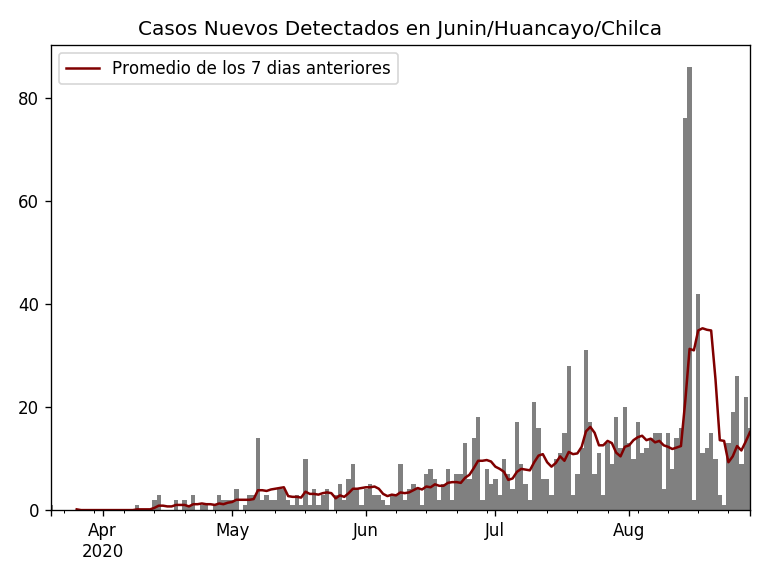 Casos Nuevos Detectados en Junin/Huancayo/Chilca
Promedio de los 7 dias anteriores
80
60
40
20
0
Apr
2020
May
Jun
Jul
Aug